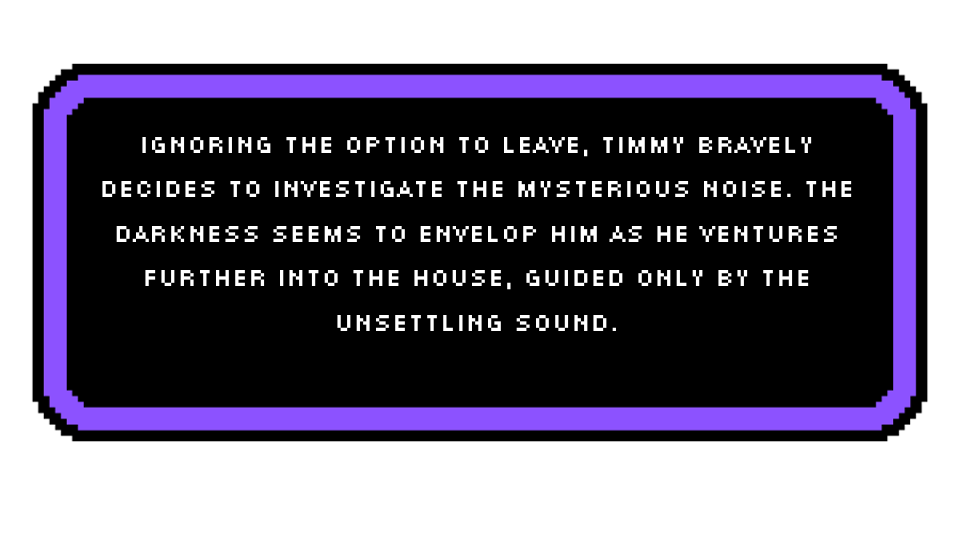 IGNORING THE OPTION TO LEAVE, TIMMY BRAVELY
DECIDES TO INVESTIGATE THE MYSTERIOUS NOISE. THE
DARKNESS SEEMS TO ENVELOP HIM AS HE VENTURES
FURTHER INTO THE HOUSE, GUIDED ONLY BY THE
UNSETTLING SOUND.